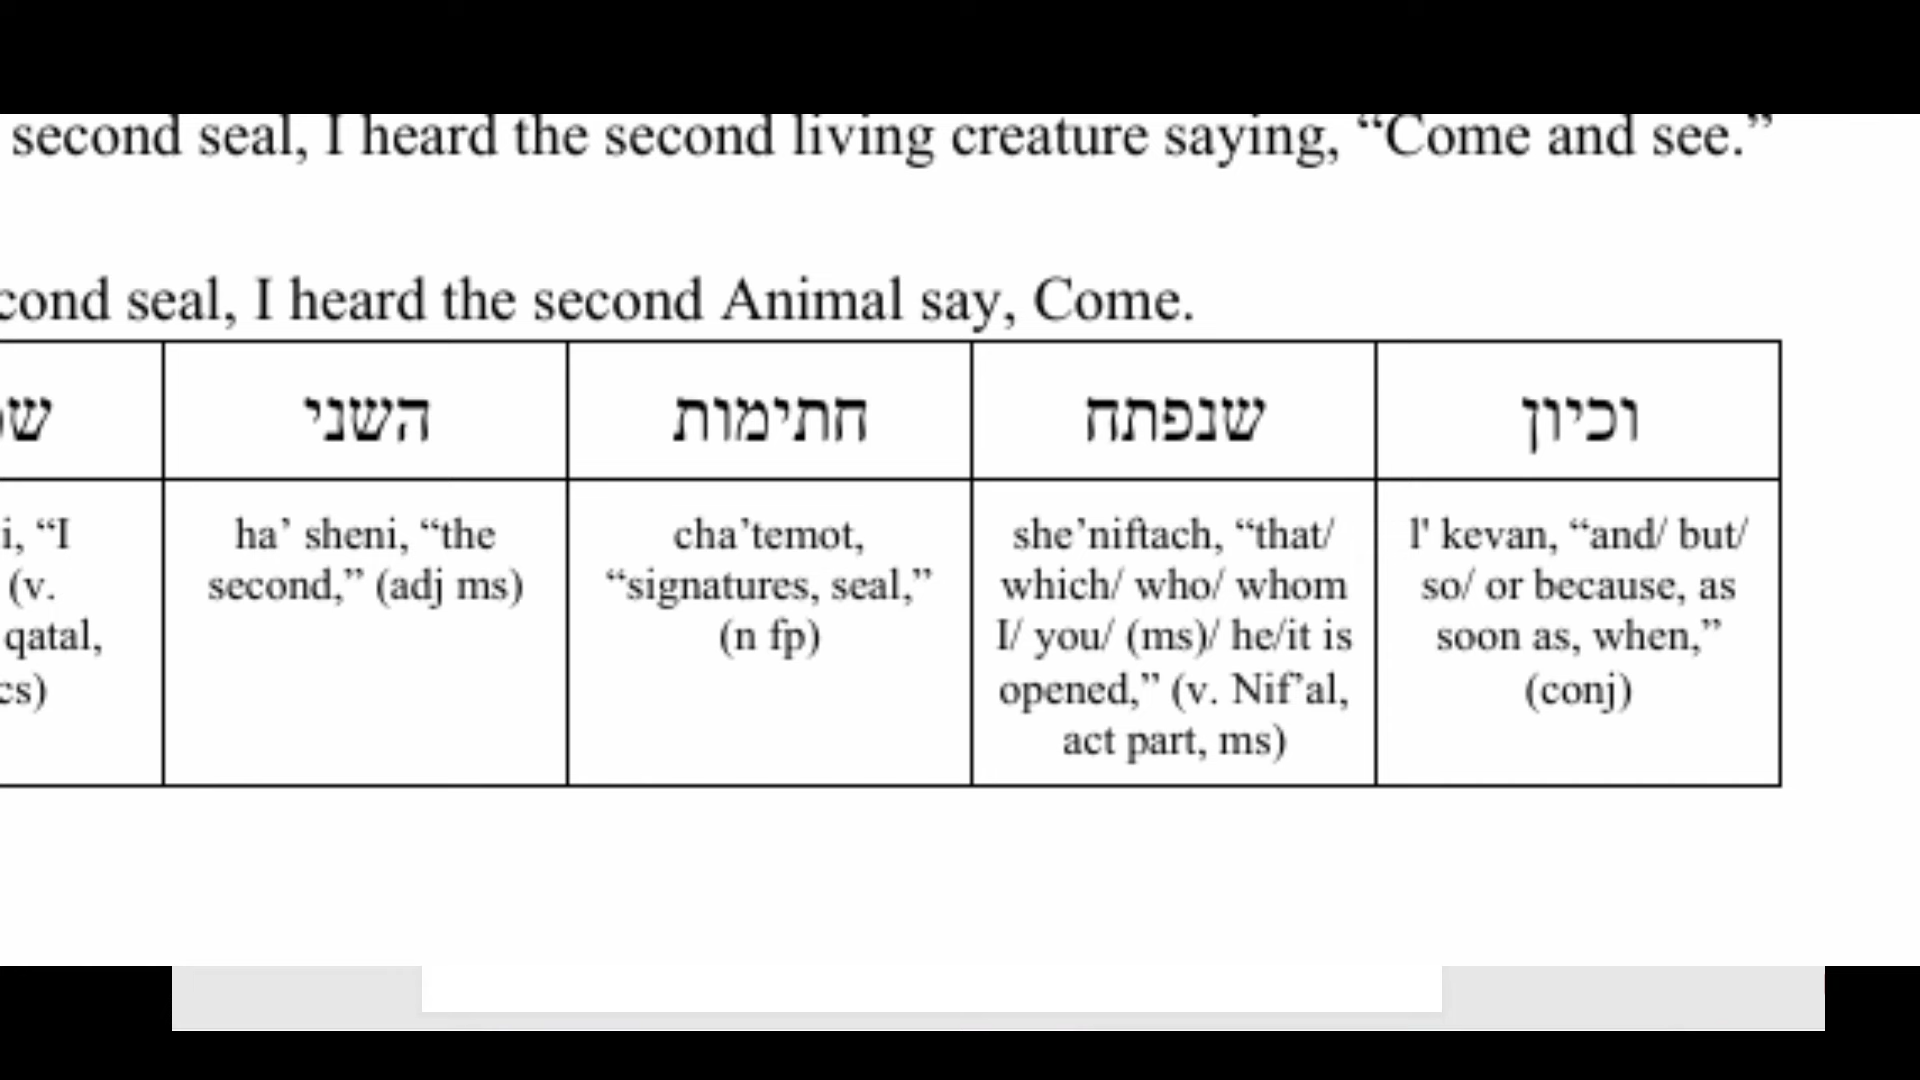 second seal, I heard the second living creature saying, “Come and see.”
cond seal, I heard the second Animal say, Come.
השני חתימות שנפתח וכיון
i, “I
(v.
qatal,
cs)
ha’ sheni, “the
second,” (adj ms)
cha’temot,
“signatures, seal,”
(n fp)
she’niftach, “that/
which/ who/ whom
I/ you/ (ms)/ he/it is
opened,” (v. Nif’al,
act part, ms)
l' kevan, “and/ but/
so/ or because, as
soon as, when,”
(conj)